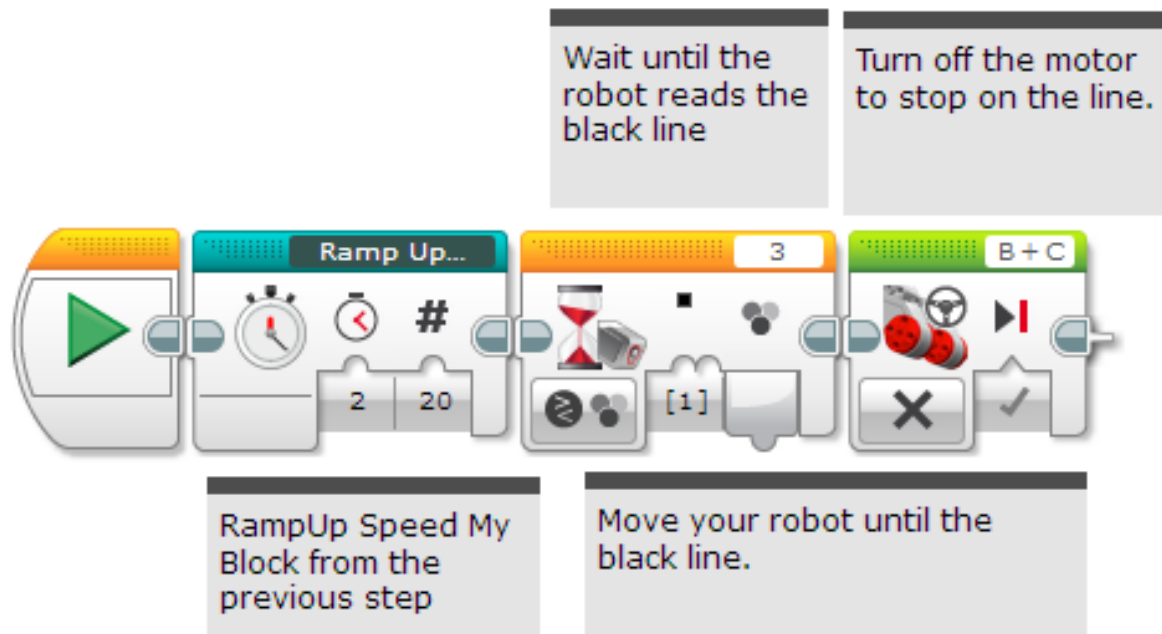 Wait until the
robot reads the
black line
Turn off the motor
to stop on the line.
Ramp Up...
3
B + C
#
2
20
[1]
RampUp Speed My
Block from the
previous step
Move your robot until the
black line.